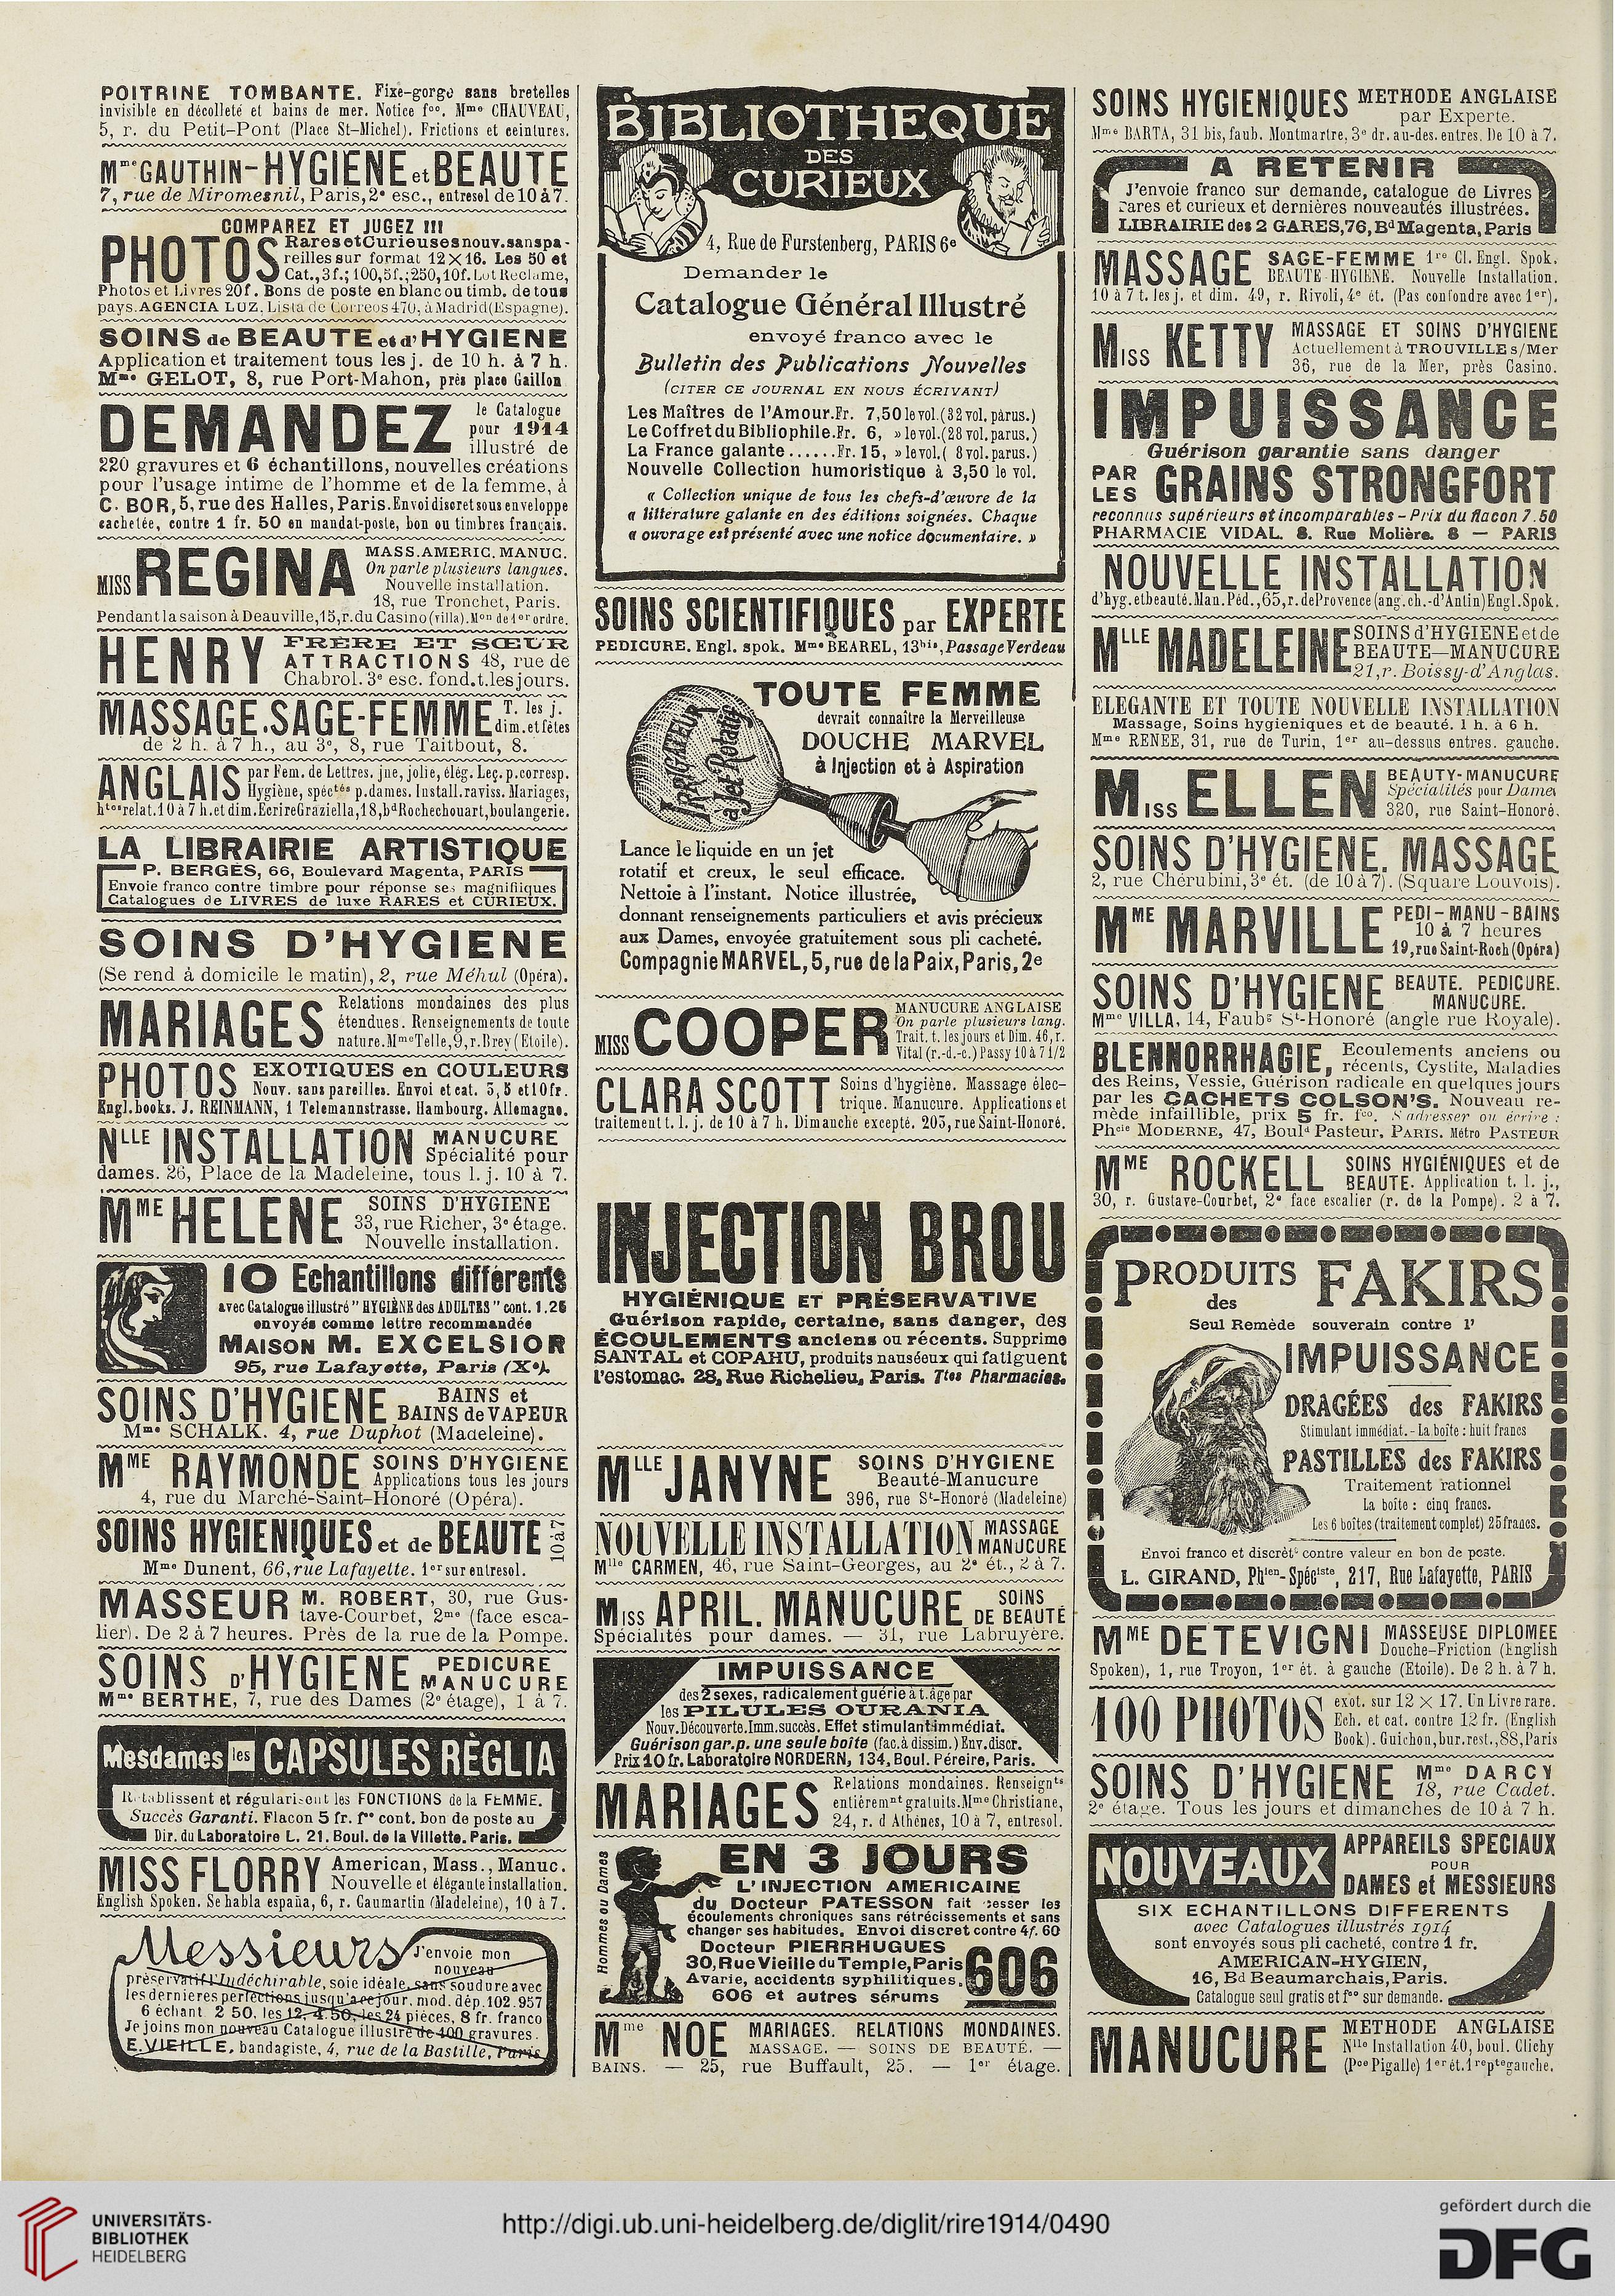 POITRINE TOMBANTE. Fixe-gorge sans bretelles
invisible en décolleté et bains de mer. Notice fco. Mme CHAUVEAU,
5, r. du Petit-Pont (Place St-Michel). Frictions et ceintures.
Mme GAUTHIN-HYGIENE et BEAUTE
7, rue de Miromesnil, Paris, 2e esc., entresol de 10 à 7.
COMPAREZ ET JUGEZ !!!
PHOTOS Rares et Curieuses nouv. sans pa-
reilles sur format 12×16. Les 50 et
Cat., 3f.; 100, 5f.; 250, 10f. Lot Reclame,
Photos et Livres 20f. Bons de poste en blanc ou timb. de tous
pays. AGENCIA LUZ, Lista de Correos 470, à Madrid (Espagne).
SOINS de BEAUTE et d'HYGIENE
Application et traitement tous les j. de 10 h. à 7 h.
Mme GELOT, 8, rue Port-Mahon, près place Gaillon
DEMANDEZ le Catalogue
pour 1914
illustré de
220 gravures et 6 échantillons, nouvelles créations
pour l'usage intime de l'homme et de la femme, à
C. BOR, 5, rue des Halles, Paris. Envoi discret sous enveloppe
cachetée, contre 1 fr. 50 en mandat-poste, bon ou timbres français.
MISS REGINA MASS. AMERIC. MANUC.
On parle plusieurs langues.
Nouvelle installation.
18, rue Tronchet, Paris.
Pendant la saison à Deauville, 15, r. du Casino (villa). Mon de 1er ordre.
HENRY FRÈRE ET SŒUR
ATTRACTIONS 48, rue de
Chabrol. 3e esc. fond. t. les jours.
MASSAGE. SAGE-FEMME T. les j.
dim. et fêtes
de 2 h. à 7 h., au 3e, 8, rue Taitbout, 8.
ANGLAIS par Fem. de Lettres. jne, jolie, élég. Leç. p. corresp.
Hygiène, spéctés p. dames. Install. raviss. Mariages,
htes relat. 10 à 7 h. et dim. Ecrire Graziella, 18, bd Rochechouart, boulangerie.
LA LIBRAIRIE ARTISTIQUE
P. BERGÈS, 66, Boulevard Magenta, PARIS
Envoie franco contre timbre pour réponse ses magnifiiques
Catalogues de LIVRES de luxe RARES et CURIEUX.
SOINS D'HYGIENE
(Se rend à domicile le matin), 2, rue Méhul (Opéra).
MARIAGES Relations mondaines des plus
étendues. Renseignements de toute
nature. Mme Telle, 9, r. Brey (Etoile).
PHOTOS EXOTIQUES en COULEURS
Nouv. sans pareilles. Envoi et cat. 3, 5 et 10fr.
Engl. books. J. REINMANN, 1 Telemannstrasse. Hambourg. Allemagne.
Nlle INSTALLATION MANUCURE
Spécialité pour
dames. 26, Place de la Madeleine, tous l. j. 10 à 7.
MME HELENE SOINS D'HYGIENE
33, rue Richer, 3e étage.
Nouvelle installation.
10 Echantillons différents
avec Catalogue illustré "HYGIÈNE des ADULTES" cont. 1.25
envoyés comme lettre recommandée
MAISON M. EXCELSIOR
95, rue Lafayette, Paris (Xe).
SOINS D'HYGIENE BAINS et
BAINS de VAPEUR
Mme SCHALK. 4, rue Duphot (Madeleine).
MME RAYMONDE SOINS D'HYGIENE
Applications tous les jours
4, rue du Marché-Saint-Honoré (Opéra).
SOINS HYGIENIQUES et de BEAUTE 10 à 7
Mme Dunent, 66, rue Lafayette. 1er sur entresol.
MASSEUR M. ROBERT, 30, rue Gus-
tave-Courbet, 2me (face esca-
lier). De 2 à 7 heures. Près de la rue de la Pompe.
SOINS D'HYGIENE PEDICURE
MANUCURE
Mme BERTHE, 7, rue des Dames (2e étage), 1 à 7.
Mesdames les CAPSULES RÈGLIA
Rétablissent et régularisent les FONCTIONS de la FEMME.
Succès Garanti. Flacon 5 fr. fco cont. bon de poste au
Dir. du Laboratoire L. 21. Boul. de la Villette. Paris.
MISS FLORRY American, Mass., Manuc.
Nouvelle et élégante installation.
English Spoken. Se habla españa, 6, r. Caumartin (Madeleine), 10 à 7.
Messieurs J'envoie mon
nouveau
préservatif l'Indéchirable, soie idéale, sans soudure avec
les dernières perfections jusqu'à ce jour. mod. dép. 102.957
6 échant 2 50, les 12, 4.50, les 24 pièces, 8 fr. franco
Je joins mon nouveau Catalogue illustré de 400 gravures.
E. VIEILLE, bandagiste, 4, rue de la Bastille, Paris
BIBLIOTHEQUE
DES
CURIEUX
4, Rue de Furstenberg, PARIS 6e
Demander le
Catalogue Général Illustré
envoyé franco avec le
Bulletin des Publications Nouvelles
(CITER CE JOURNAL EN NOUS ÉCRIVANT)
Les Maîtres de l'Amour. Fr. 7,50 le vol. (32 vol. parus.)
Le Coffret du Bibliophile. Fr. 6, » le vol. (28 vol. parus.)
La France galante......Fr. 15, » le vol. ( 8 vol. parus.)
Nouvelle Collection humoristique à 3,50 le vol.
« Collection unique de tous les chefs-d'œuvre de la
« littérature galante en des éditions soignées. Chaque
« ouvrage est présenté avec une notice documentaire. »
SOINS SCIENTIFIQUES par EXPERTE
PEDICURE. Engl. spok. Mme BEAREL, 13bis, Passage Verdeau
TOUTE FEMME
devrait connaître la Merveilleuse
DOUCHE MARVEL
à Injection et à Aspiration
IRRIGATEUR
à Jet Rotatif
Lance le liquide en un jet
rotatif et creux, le seul efficace.
Nettoie à l'instant. Notice illustrée,
donnant renseignements particuliers et avis précieux
aux Dames, envoyée gratuitement sous pli cacheté.
Compagnie MARVEL, 5, rue de la Paix, Paris, 2e
MISS COOPER MANUCURE ANGLAISE
On parle plusieurs lang.
Trait. t. les jours et Dim. 46, r.
Vital (r.-d.-c.) Passy 10 à 7 1/2
CLARA SCOTT Soins d'hygiène. Massage élec-
trique. Manucure. Applications et
traitement t. l. j. de 10 à 7 h. Dimanche excepté. 203, rue Saint-Honoré.
INJECTION BROU
HYGIÉNIQUE ET PRÉSERVATIVE
Guérison rapide, certaine, sans danger, des
ÉCOULEMENTS anciens ou récents. Supprime
SANTAL et COPAHU, produits nauséeux qui fatiguent
l'estomac. 28, Rue Richelieu, Paris. Ttes Pharmacies.
MLLE JANYNE SOINS D'HYGIENE
Beauté-Manucure
396, rue St-Honoré (Madeleine)
NOUVELLE INSTALLATION MASSAGE
MANUCURE
Mlle CARMEN, 46, rue Saint-Georges, au 2e ét., 2 à 7.
MISS APRIL. MANUCURE SOINS
DE BEAUTÉ
Spécialités pour dames. — 31, rue Labruyère.
IMPUISSANCE
des 2 sexes, radicalement guérie à t. âge par
les PILULES OURANIA
Nouv. Découverte. Imm. succès. Effet stimulant immédiat.
Guérison gar. p. une seule boîte (fac. à dissim.) Env. discr.
Prix 10 fr. Laboratoire NORDERN, 134, Boul. Péreire, Paris.
MARIAGES Relations mondaines. Renseignts
entièremnt gratuits. Mme Christiane,
24, r. d Athènes, 10 à 7, entresol.
Hommes ou Dames
EN 3 JOURS
L'INJECTION AMERICAINE
du Docteur PATESSON fait cesser les
écoulements chroniques sans rétrécissements et sans
changer ses habitudes. Envoi discret contre 4f. 60
Docteur PIERRHUGUES
30, Rue Vieille du Temple, Paris
Avarie, accidents syphilitiques.
606 et autres sérums
606
Mme NOE MARIAGES. RELATIONS MONDAINES.
MASSAGE. — SOINS DE BEAUTÉ. —
BAINS. — 25, rue Buffault, 25. — 1er étage.
SOINS HYGIENIQUES METHODE ANGLAISE
par Experte.
Mme BARTA, 31 bis, faub. Montmartre, 3e dr. au-des. entres. De 10 à 7.
A RETENIR
J'envoie franco sur demande, catalogue de Livres
rares et curieux et dernières nouveautés illustrées.
LIBRAIRIE des 2 GARES, 76, Bd Magenta, Paris
MASSAGE SAGE-FEMME 1re Cl. Engl. Spok.
BEAUTE-HYGIENE. Nouvelle Installation.
10 à 7 t. les j. et dim. 49, r. Rivoli, 4e ét. (Pas confondre avec 1er).
MISS KETTY MASSAGE ET SOINS D'HYGIENE
Actuellement à TROUVILLE s/Mer
36, rue de la Mer, près Casino.
IMPUISSANCE
Guérison garantie sans danger
PAR LES GRAINS STRONGFORT
reconnus supérieurs et incomparables - Prix du flacon 7.50
PHARMACIE VIDAL. 8. Rue Molière. 8 — PARIS
NOUVELLE INSTALLATION
d'hyg. et beauté. Man. Péd., 65, r. de Provence (ang. ch.-d'Antin) Engl. Spok.
MLLE MADELEINE SOINS d'HYGIENE et de
BEAUTE—MANUCURE
21, r. Boissy-d'Anglas.
ELEGANTE ET TOUTE NOUVELLE INSTALLATION
Massage, Soins hygieniques et de beauté. 1 h. à 6 h.
Mme RENEE, 31, rue de Turin, 1er au-dessus entres. gauche.
MISS ELLEN BEAUTY-MANUCURE
Spécialités pour Dames
320, rue Saint-Honoré.
SOINS D'HYGIENE. MASSAGE
2, rue Chérubini, 3e ét. (de 10 à 7). (Square Louvois).
MME MARVILLE PEDI-MANU-BAINS
10 à 7 heures
19, rue Saint-Roch (Opéra)
SOINS D'HYGIENE BEAUTE. PEDICURE.
MANUCURE.
Mme VILLA, 14, Faubg St-Honoré (angle rue Royale).
BLENNORRHAGIE, Ecoulements anciens ou
récents, Cystite, Maladies
des Reins, Vessie, Guérison radicale en quelques jours
par les CACHETS COLSON'S. Nouveau re-
mède infaillible, prix 5 fr. fco. S'adresser ou écrire :
Phcie MODERNE, 47, Bould Pasteur, PARIS. Métro PASTEUR
MME ROCKELL SOINS HYGIÉNIQUES et de
BEAUTE. Application t. l. j.,
30, r. Gustave-Courbet, 2e face escalier (r. de la Pompe). 2 à 7.
PRODUITS des FAKIRS
Seul Remède souverain contre l'
IMPUISSANCE
DRAGÉES des FAKIRS
Stimulant immédiat. - La boîte : huit francs
PASTILLES des FAKIRS
Traitement rationnel
La boîte : cinq francs.
Les 6 boîtes (traitement complet) 25 francs.
Envoi franco et discrett contre valeur en bon de poste.
L. GIRAND, Phien-Spéciste, 217, Rue Lafayette, PARIS
MME DETEVIGNI MASSEUSE DIPLOMEE
Douche-Friction (English
Spoken), 1, rue Troyon, 1er ét. à gauche (Etoile). De 2 h. à 7 h.
100 PHOTOS exot. sur 12 × 17. Un Livre rare.
Ech. et cat. contre 12 fr. (English
Book). Guichon, bur. rest., 88, Paris
SOINS D'HYGIENE Mme DARCY
18, rue Cadet.
2e étage. Tous les jours et dimanches de 10 à 7 h.
NOUVEAUX APPAREILS SPECIAUX
POUR
DAMES et MESSIEURS
SIX ECHANTILLONS DIFFERENTS
avec Catalogues illustrés 1914
sont envoyés sous pli cacheté, contre 1 fr.
AMERICAN-HYGIEN,
16, Bd Beaumarchais, Paris.
Catalogue seul gratis et fco sur demande.
MANUCURE METHODE ANGLAISE
Nlle Installation 40, boul. Clichy
(Pce Pigalle) 1er ét. 1re pte gauche.
UNIVERSITÄTS-
BIBLIOTHEK
HEIDELBERG
http://digi.ub.uni-heidelberg.de/diglit/rire1914/0490
gefördert durch die
DFG